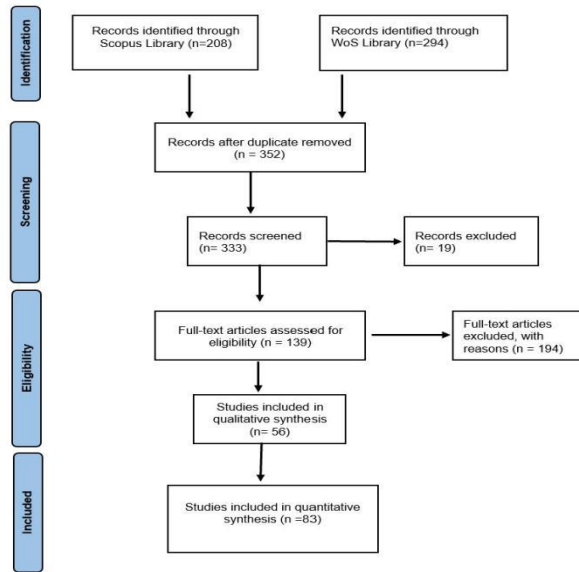 Identification
Records identified through
Scopus Library (n=208)
Records identified through
WoS Library (n=294)
Screening
Records after duplicate removed
(n = 352)
Records screened
(n= 333)
Records excluded
(n= 19)
Eligibility
Full-text articles assessed for
eligibility (n = 139)
Full-text articles
excluded, with
reasons (n = 194)
Studies included in
qualitative synthesis
(n= 56)
Included
Studies included in quantitative
synthesis (n =83)